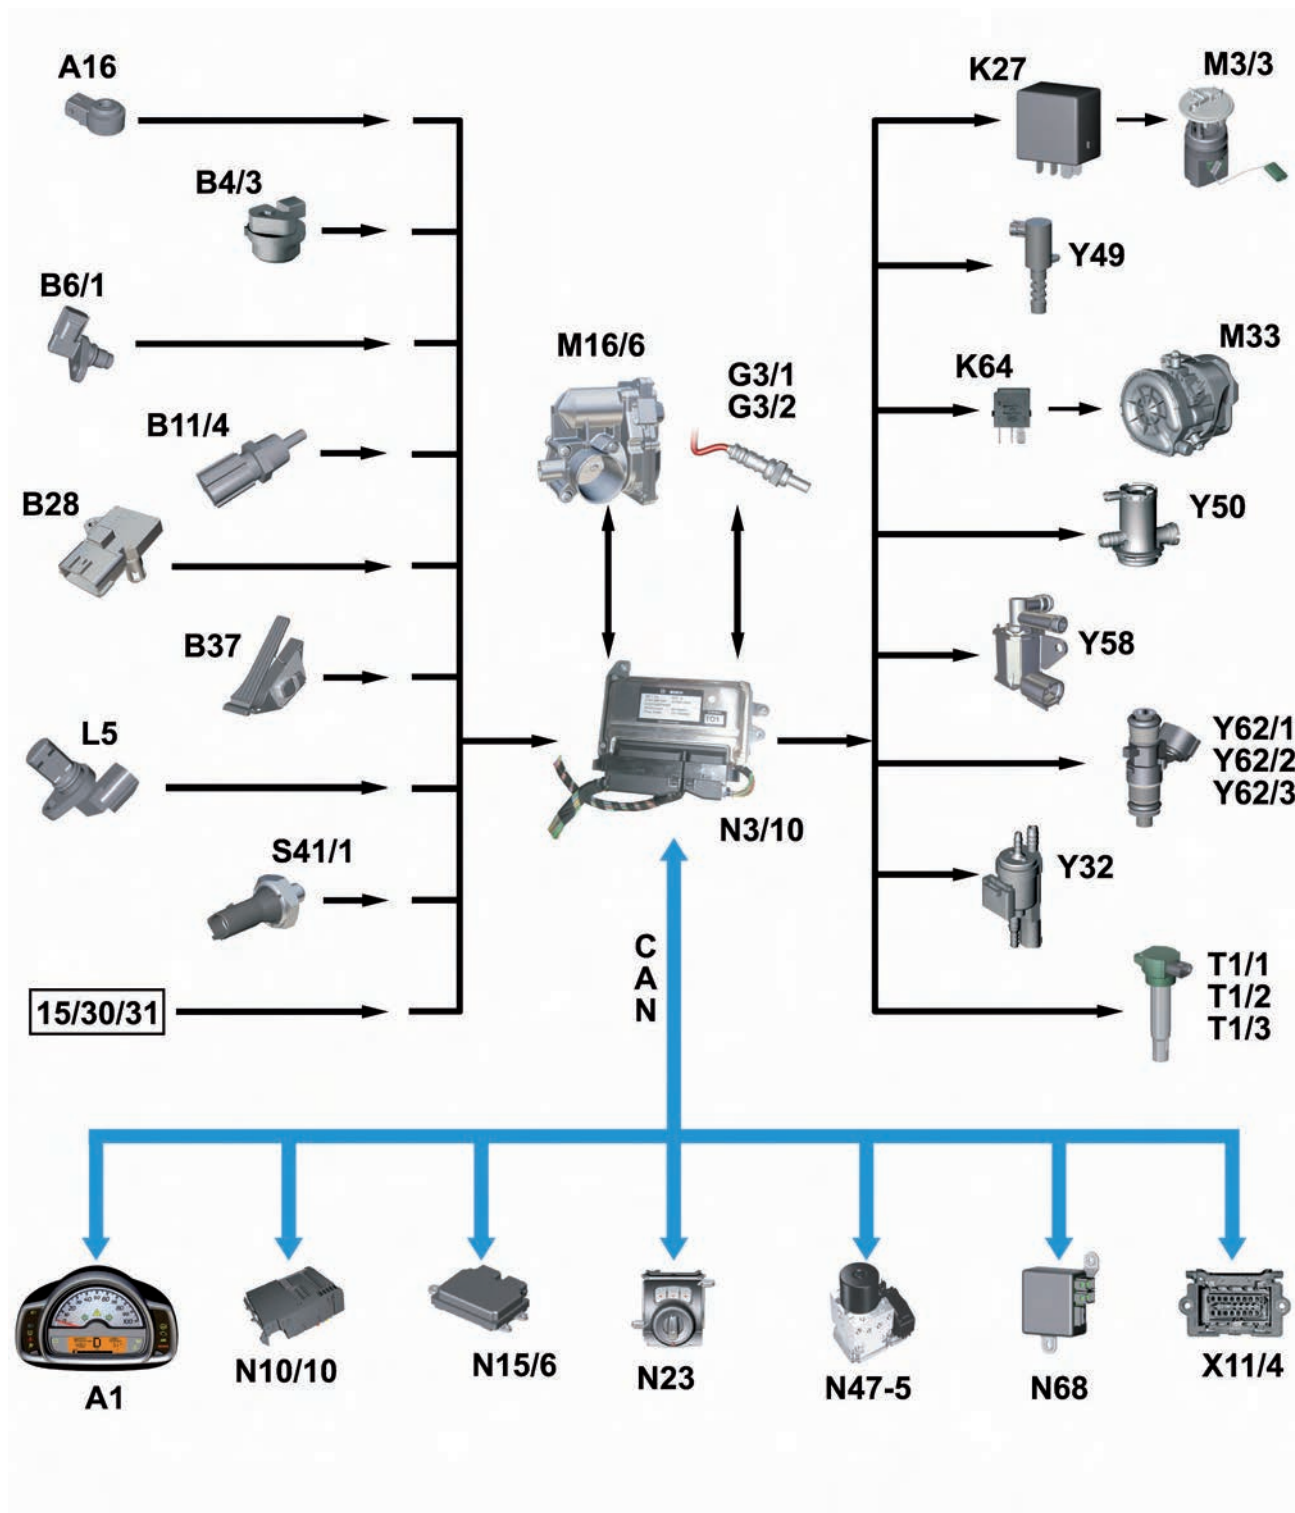 A16
B4/3
B6/1
B11/4
B28
B37
L5
S41/1
15/30/31
M16/6
G3/1
G3/2
N3/10
CAN
K27
M3/3
Y49
K64
M33
Y50
Y58
Y62/1
Y62/2
Y62/3
Y32
T1/1
T1/2
T1/3
A1
N10/10
N15/6
N23
N47-5
N68
X11/4